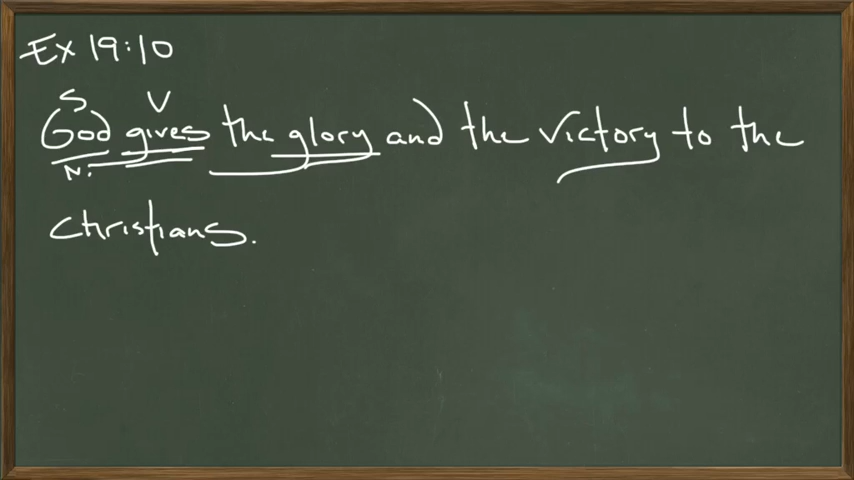 Ex 19:10
S V
God gives the glory and the victory to the
N.
Christians.